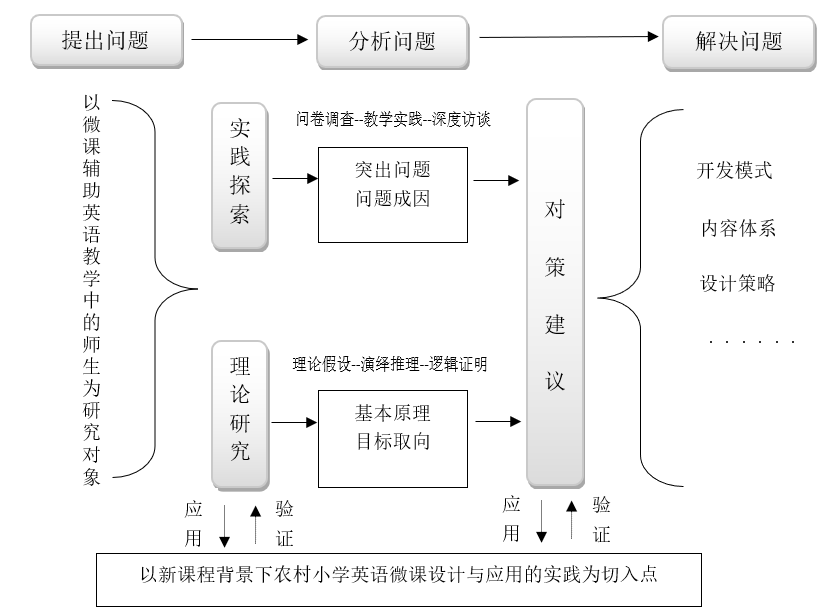 提出问题
分析问题
解决问题
以微课辅助英语教学中的师生为研究对象
实践探索
问卷调查--教学实践--深度访谈
突出问题
问题成因
理论研究
理论假设--演绎推理--逻辑证明
基本原理
目标取向
对策建议
开发模式
内容体系
设计策略
······
应用
验证
应用
验证
以新课程背景下农村小学英语微课设计与应用的实践为切入点